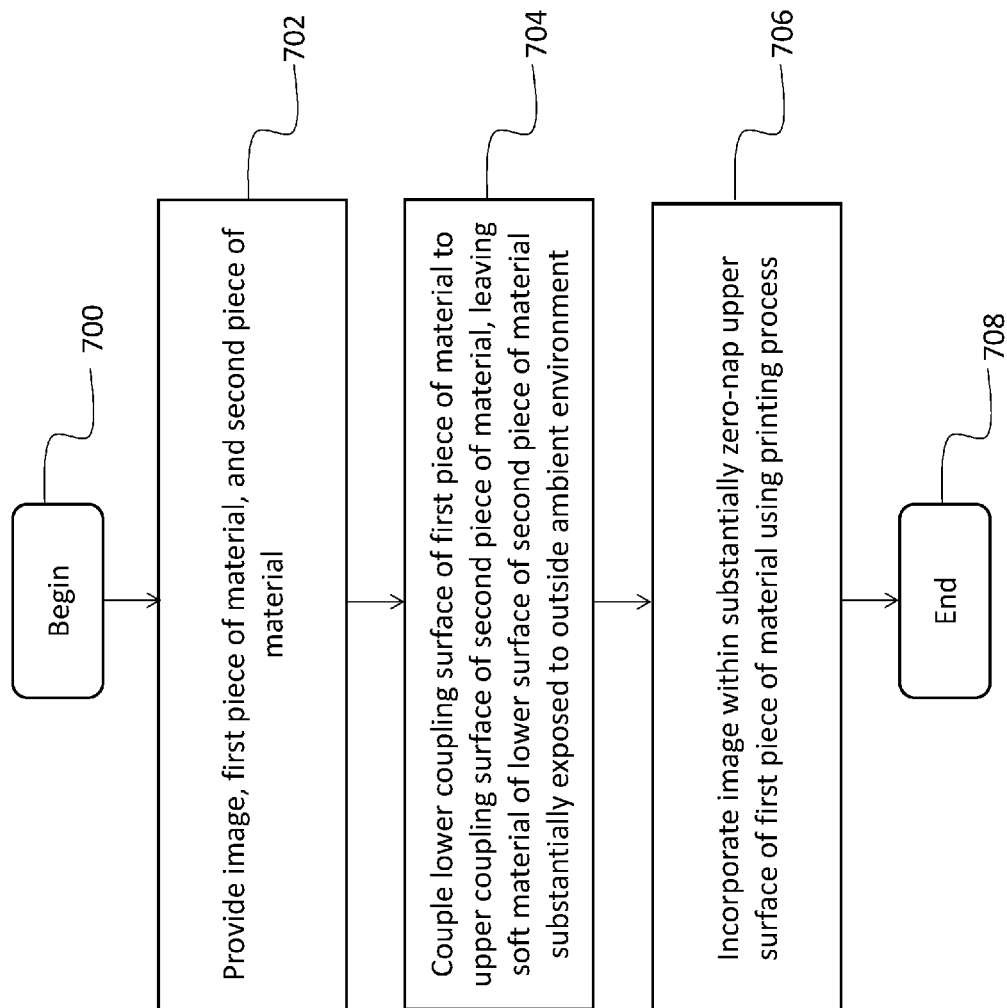 Begin
700
Provide image, first piece of material, and second piece of
material
702
Couple lower coupling surface of first piece of material to
upper coupling surface of second piece of material, leaving
soft material of lower surface of second piece of material
substantially exposed to outside ambient environment
704
Incorporate image within substantially zero-nap upper
surface of first piece of material using printing process
706
End
708